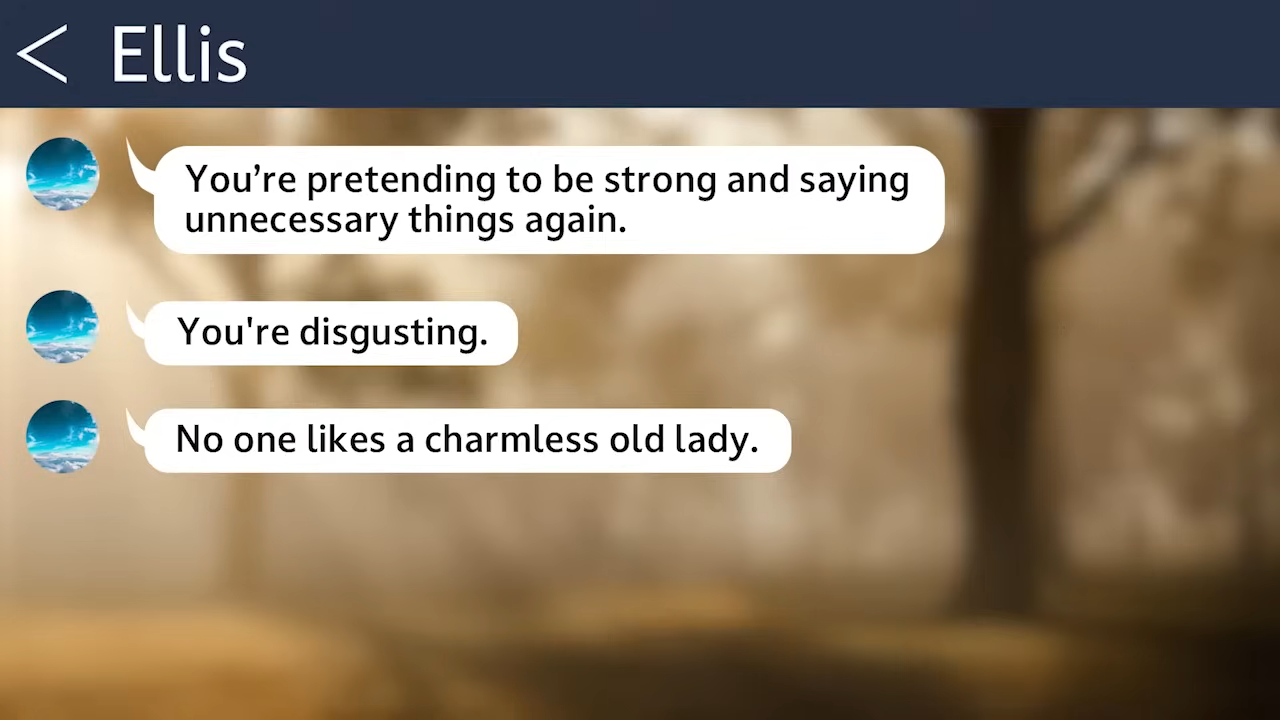 < Ellis
You’re pretending to be strong and saying
unnecessary things again.
You're disgusting.
No one likes a charmless old lady.